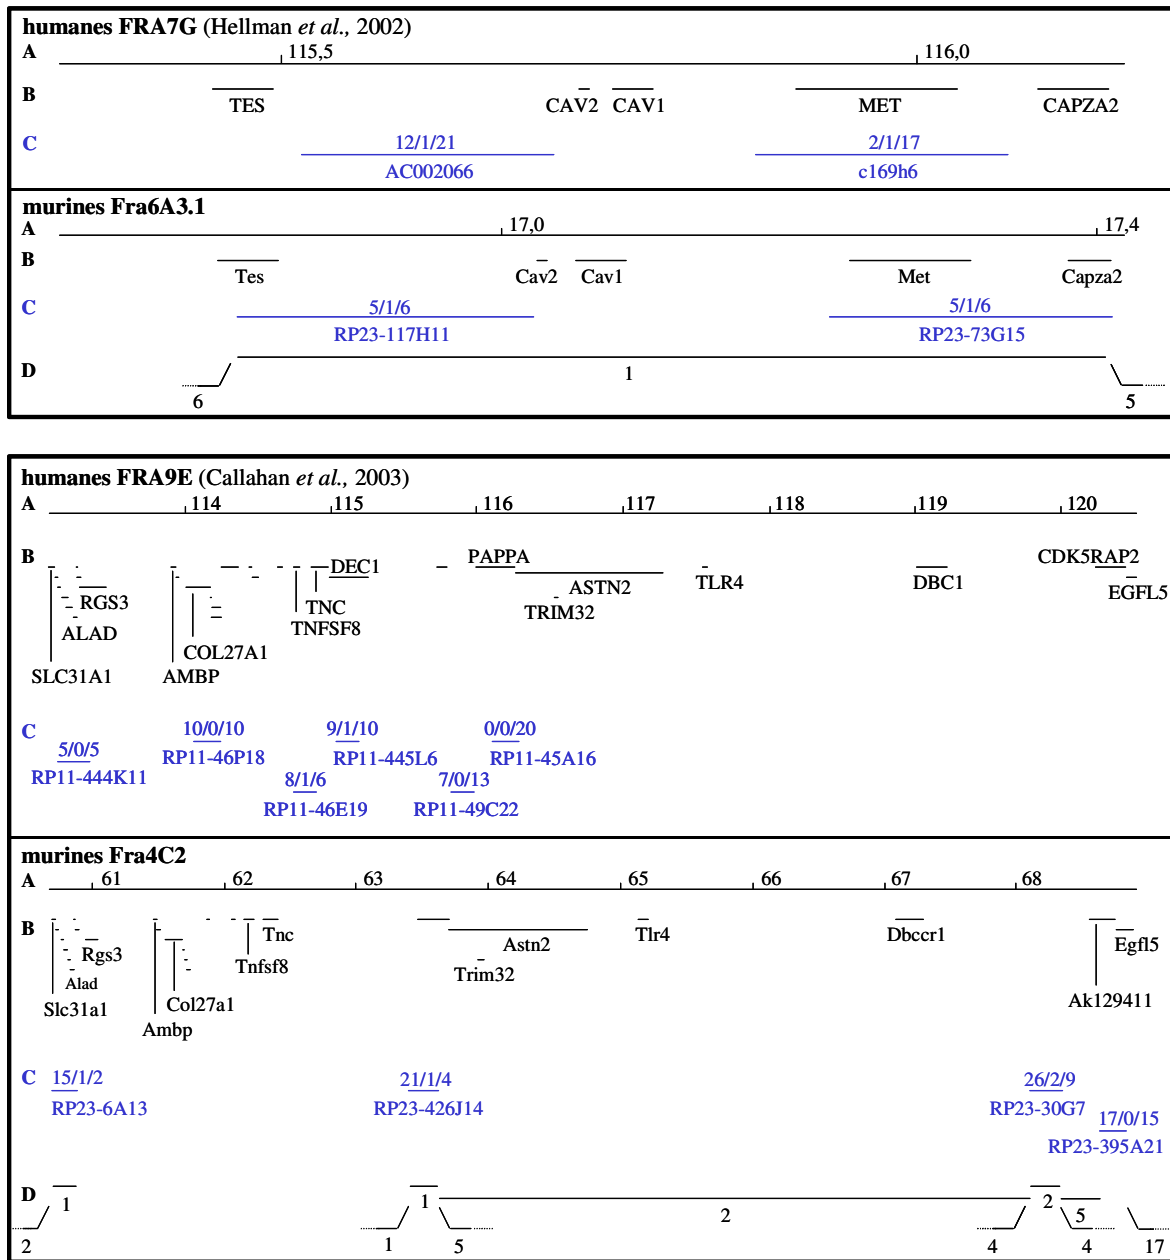 humanes FRA7G (Hellman et al., 2002)
A 115,5 116,0
B TES CAV2 CAV1 MET CAPZA2
C 12/1/21 2/1/17
AC002066 c169h6
murines Fra6A3.1
A 17,0 17,4
B Tes Cav2 Cav1 Met Capza2
C 5/1/6 5/1/6
RP23-117H11 RP23-73G15
D 1
6 5
humanes FRA9E (Callahan et al., 2003)
A 114 115 116 117 118 119 120
B DEC1 PAPPA CDK5RAP2
RGS3 TNC ASTN2 TLR4 DBC1 EGFL5
ALAD TNFSF8 TRIM32
COL27A1
SLC31A1 AMBP
C 10/0/10 9/1/10 0/0/20
5/0/5 RP11-46P18 RP11-445L6 RP11-45A16
RP11-444K11 8/1/6 7/0/13
RP11-46E19 RP11-49C22
murines Fra4C2
A 61 62 63 64 65 66 67 68
B Tnc Tlr4 Dbccr1
Rgs3 Astn2 Egfl5
Tnfsf8 Trim32
Alad
Slc31a1 Col27a1 Ak129411
Ambp
C 15/1/2 21/1/4 26/2/9
RP23-6A13 RP23-426J14 RP23-30G7
17/0/15
RP23-395A21
D 1 1 2 2 5
2 1 5 4 4 17